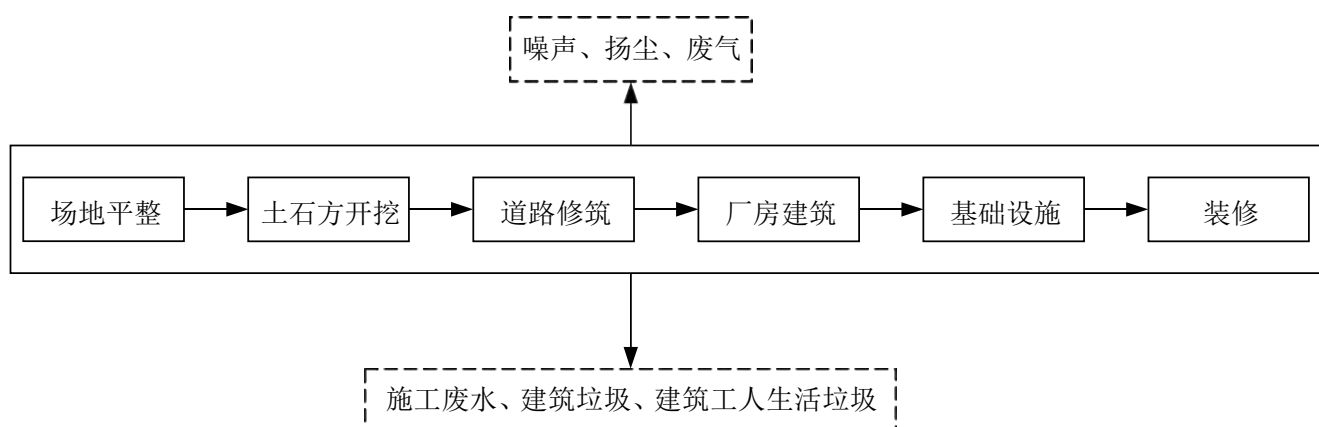 噪声、扬尘、废气
场地平整
土石方开挖
道路修筑
厂房建筑
基础设施
装修
施工废水、建筑垃圾、建筑工人生活垃圾